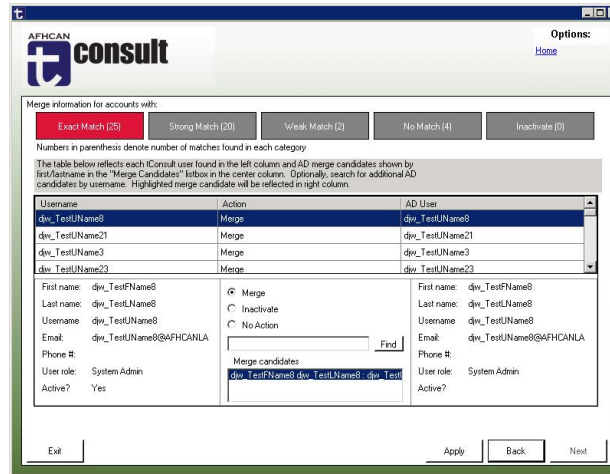 t
AFHCAN
t consult
Options:
Home
Merge information for accounts with:
Exact Match (25)
Strong Match (20)
Weak Match (2)
No Match (4)
Inactivate (0)
Numbers in parenthesis denote number of matches found in each category
The table below reflects each tConsult user found in the left column and AD merge candidates shown by
first/lastname in the "Merge Candidates" listbox in the center column. Optionally, search for additional AD
candidates by username. Highlighted merge candidate will be reflected in right column.
Username Action AD User
djw_TestUName8 Merge djw_TestUName8
djw_TestUName21 Merge djw_TestUName21
djw_TestUName3 Merge djw_TestUName3
djw_TestUName23 Merge djw_TestUName23
First name: djw_TestFName8
Last name: djw_TestLName8
Username djw_TestUName8
Email: djw_TestUName8@AFHCANLA
Phone #:
User role: System Admin
Active? Yes
Merge
Inactivate
No Action
Find
Merge candidates
djw_TestFName8 djw_TestLName8 : djw_Test
First name: djw_TestFName8
Last name: djw_TestLName8
Username djw_TestUName8
Email: djw_TestUName8@AFHCANLA
Phone #:
User role: System Admin
Active?
Exit
Apply
Back
Next